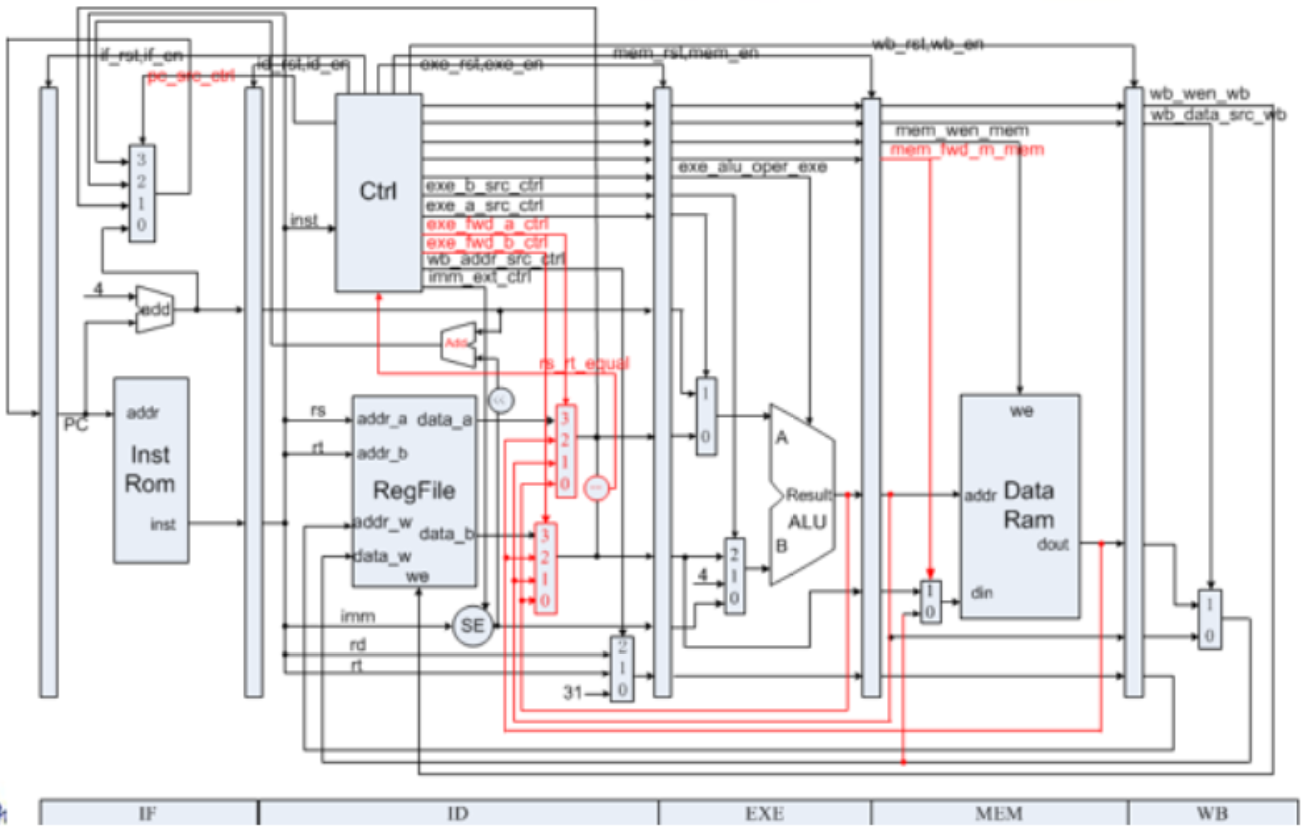 if_rst,if_en
id_rst,id_en
exe_rst,exe_en
mem_rst,mem_en
wb_rst,wb_en
pc_src_ctrl
wb_wen_wb
wb_data_src_wb
mem_wen_mem
mem_fwd_m_mem
exe_alu_oper_exe
3
2
1
0
Ctrl
inst
exe_b_src_ctrl
exe_a_src_ctrl
exe_fwd_a_ctrl
exe_fwd_b_ctrl
wb_addr_src_ctrl
imm_ext_ctrl
4
add
Add
rs_rt_equal
<<
PC
addr
Inst
Rom
inst
rs
rt
addr_a
data_a
addr_b
RegFile
addr_w
data_b
data_w
we
3
2
1
0
3
2
1
0
imm
SE
rd
rt
31
2
1
0
1
0
2
1
0
4
A
Result
ALU
B
we
addr
Data
Ram
dout
din
1
0
1
0
IF
ID
EXE
MEM
WB